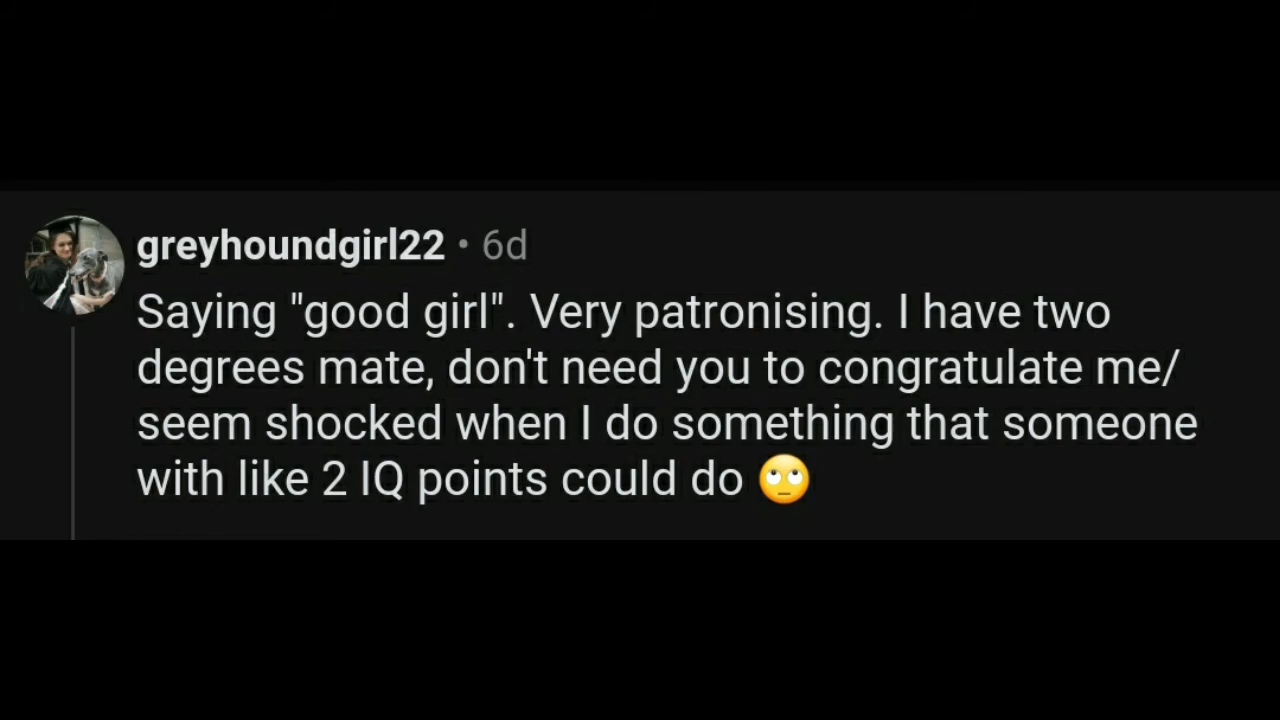 greyhoundgirl22 • 6d
Saying "good girl". Very patronising. I have two
degrees mate, don't need you to congratulate me/
seem shocked when I do something that someone
with like 2 IQ points could do 🙄